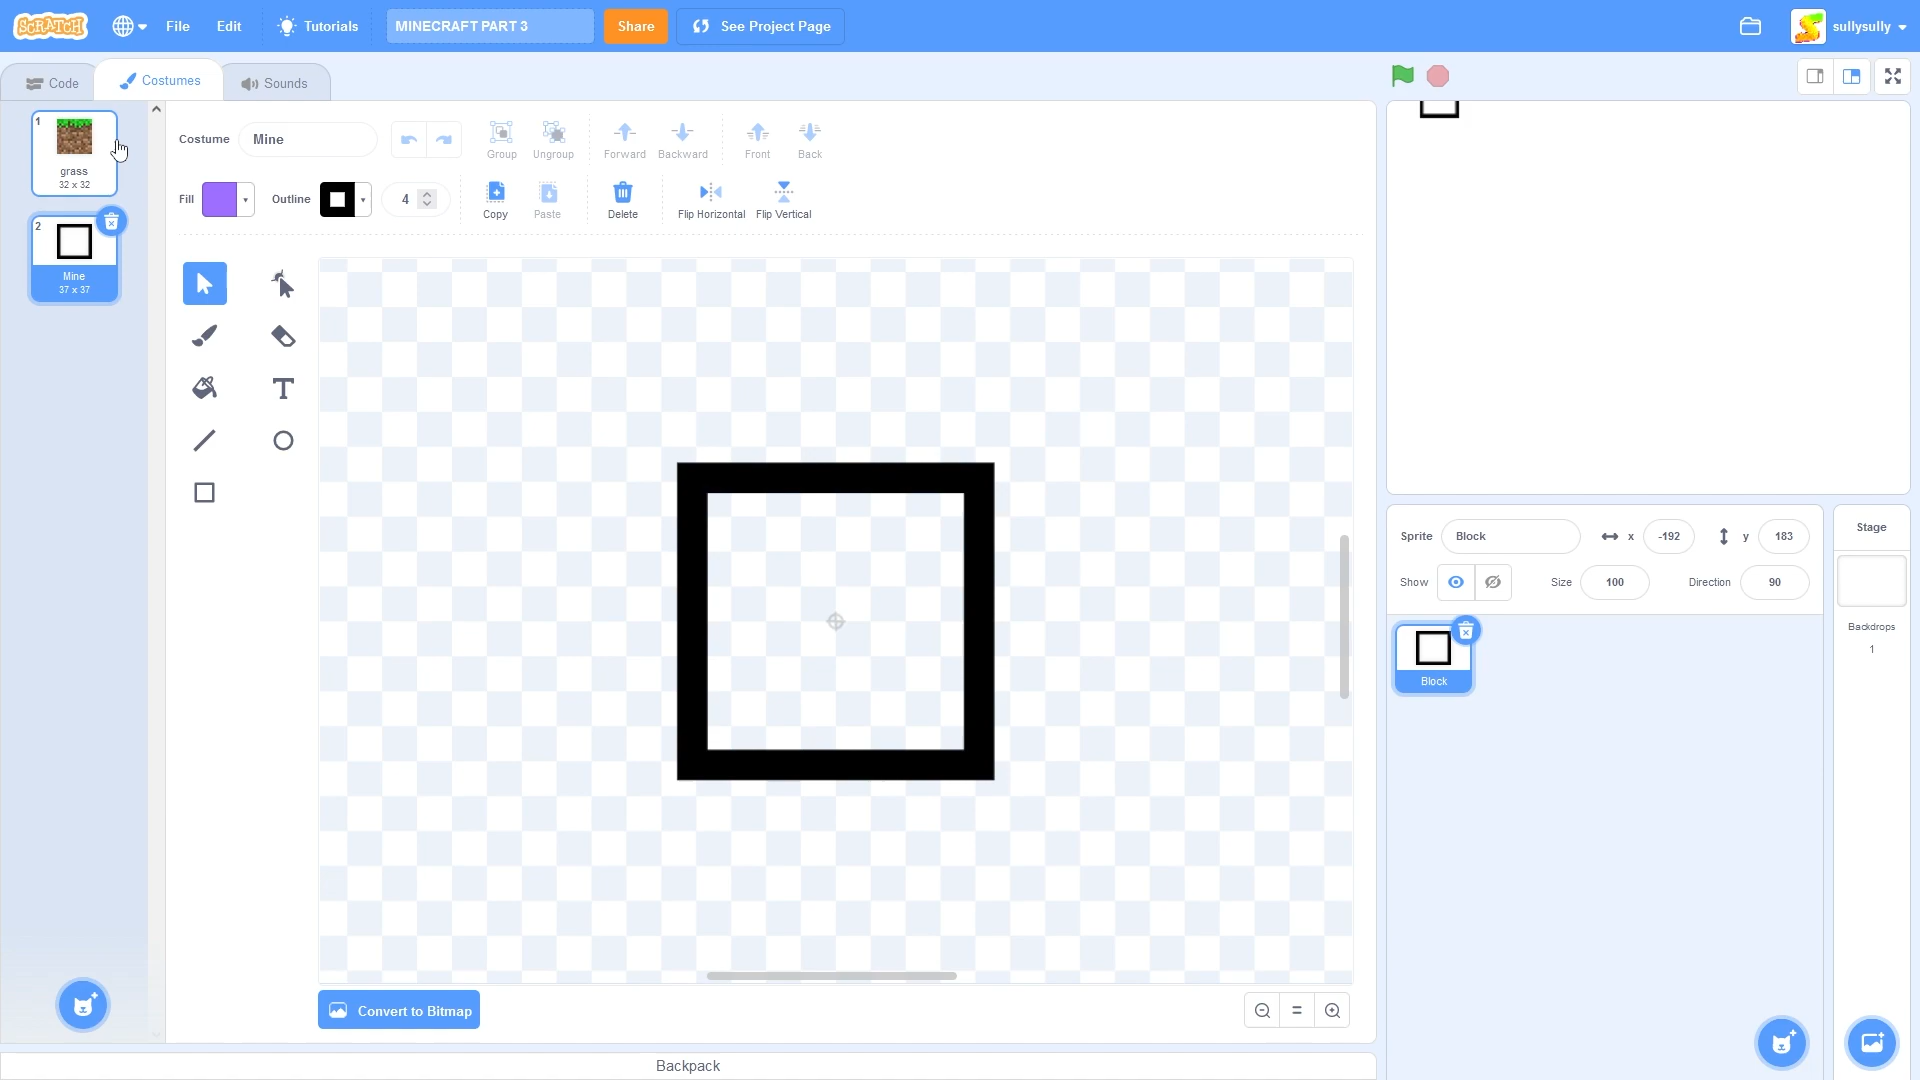 SCRATCH File Edit Tutorials MINECRAFT PART 3 Share See Project Page sullysully
Code Costumes Sounds
1
grass
32 x 32
2
Mine
37 x 37
Costume Mine Group Ungroup Forward Backward Front Back
Fill Outline 4 Copy Paste Delete Flip Horizontal Flip Vertical
Convert to Bitmap
Backpack
Sprite Block x -192 y 183
Show Size 100 Direction 90
Block
Stage
Backdrops
1